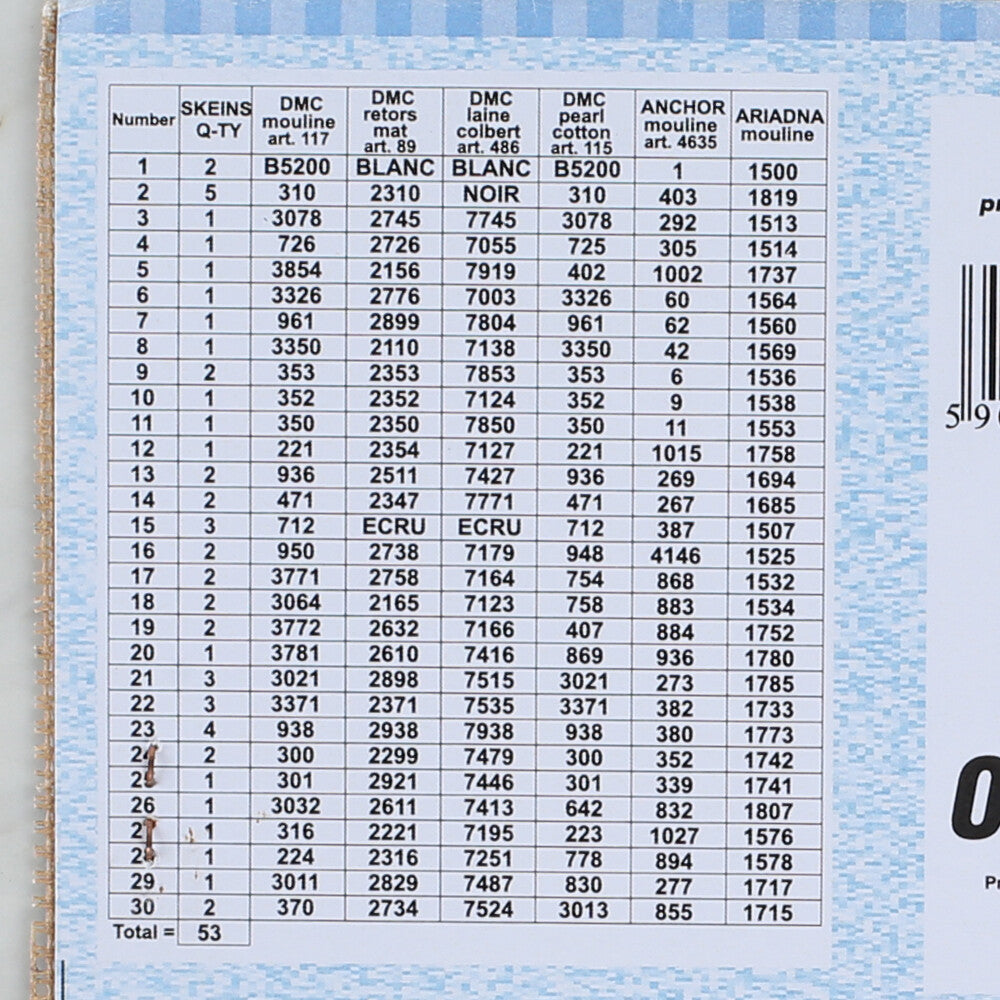 Number SKEINS Q-TY DMC mouline art. 117 DMC retors mat art. 89 DMC laine colbert art. 486 DMC pearl cotton art. 115 ANCHOR mouline art. 4635 ARIADNA mouline
1 2 B5200 BLANC BLANC B5200 1 1500
2 5 310 2310 NOIR 310 403 1819
3 1 3078 2745 7745 3078 292 1513
4 1 726 2726 7055 725 305 1514
5 1 3854 2156 7919 402 1002 1737
6 1 3326 2776 7003 3326 60 1564
7 1 961 2899 7804 961 62 1560
8 1 3350 2110 7138 3350 42 1569
9 2 353 2353 7853 353 6 1536
10 1 352 2352 7124 352 9 1538
11 1 350 2350 7850 350 11 1553
12 1 221 2354 7127 221 1015 1758
13 2 936 2511 7427 936 269 1694
14 2 471 2347 7771 471 267 1685
15 3 712 ECRU ECRU 712 387 1507
16 2 950 2738 7179 948 4146 1525
17 2 3771 2758 7164 754 868 1532
18 2 3064 2165 7123 758 883 1534
19 2 3772 2632 7166 407 884 1752
20 1 3781 2610 7416 869 936 1780
21 3 3021 2898 7515 3021 273 1785
22 3 3371 2371 7535 3371 382 1733
23 4 938 2938 7938 938 380 1773
24 2 300 2299 7479 300 352 1742
25 1 301 2921 7446 301 339 1741
26 1 3032 2611 7413 642 832 1807
27 1 316 2221 7195 223 1027 1576
28 1 224 2316 7251 778 894 1578
29 1 3011 2829 7487 830 277 1717
30 2 370 2734 7524 3013 855 1715
Total = 53